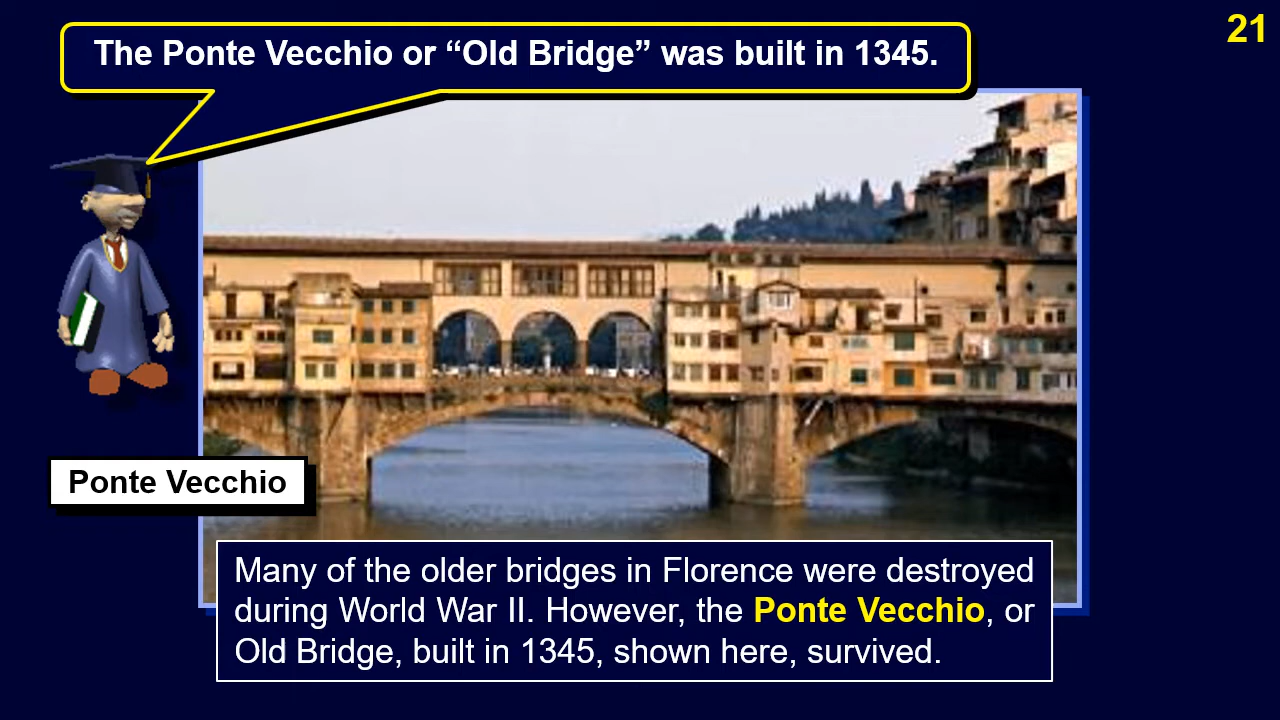 The Ponte Vecchio or “Old Bridge” was built in 1345.
21
Ponte Vecchio
Many of the older bridges in Florence were destroyed
during World War II. However, the Ponte Vecchio, or
Old Bridge, built in 1345, shown here, survived.